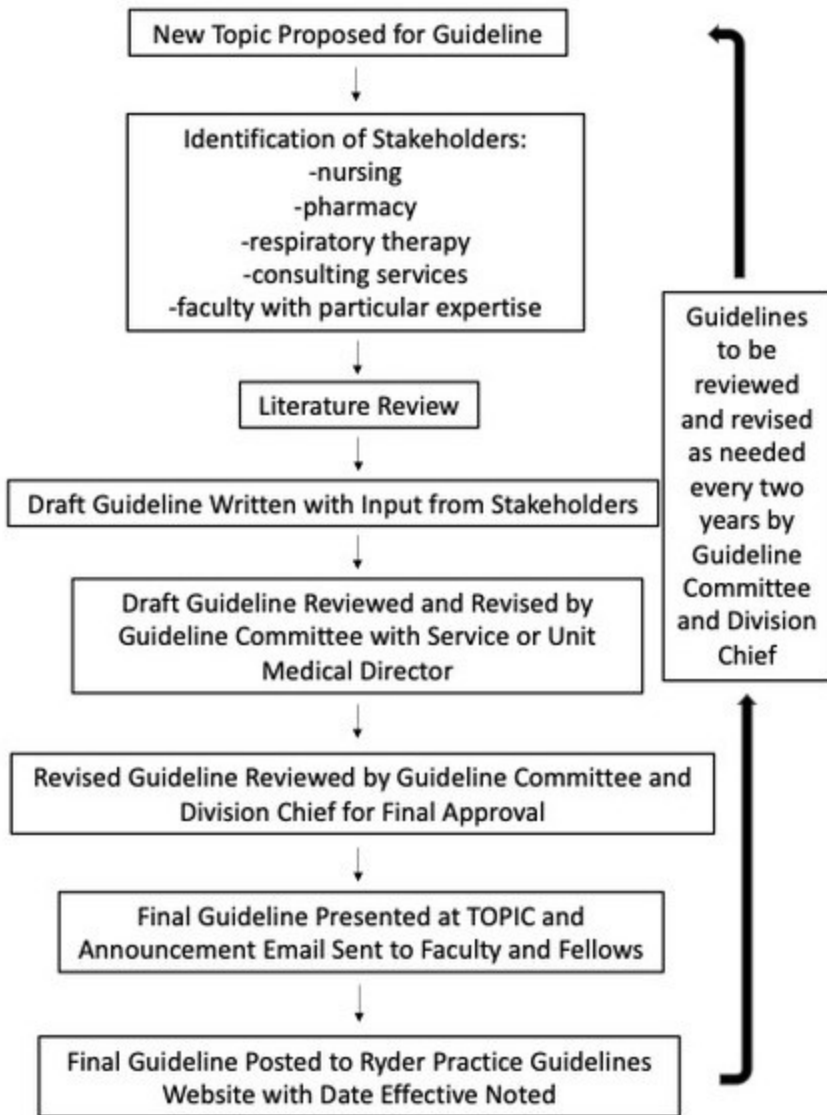 New Topic Proposed for Guideline
Identification of Stakeholders:
-nursing
-pharmacy
-respiratory therapy
-consulting services
-faculty with particular expertise
Literature Review
Draft Guideline Written with Input from Stakeholders
Draft Guideline Reviewed and Revised by
Guideline Committee with Service or Unit
Medical Director
Revised Guideline Reviewed by Guideline Committee and
Division Chief for Final Approval
Final Guideline Presented at TOPIC and
Announcement Email Sent to Faculty and Fellows
Final Guideline Posted to Ryder Practice Guidelines
Website with Date Effective Noted
Guidelines
to be
reviewed
and revised
as needed
every two
years by
Guideline
Committee
and Division
Chief